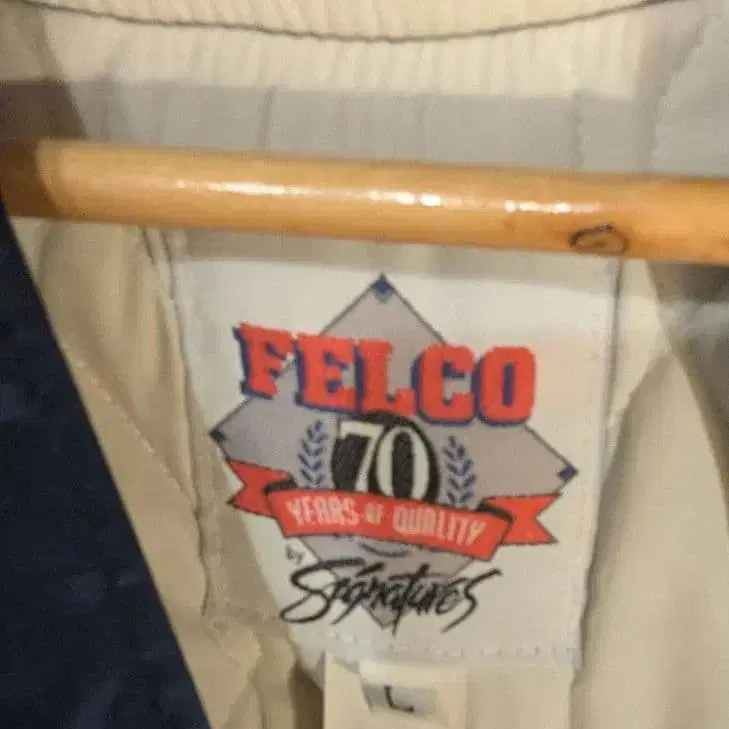 FELCO
70
YEARS OF QUALITY
by
Signatures
L